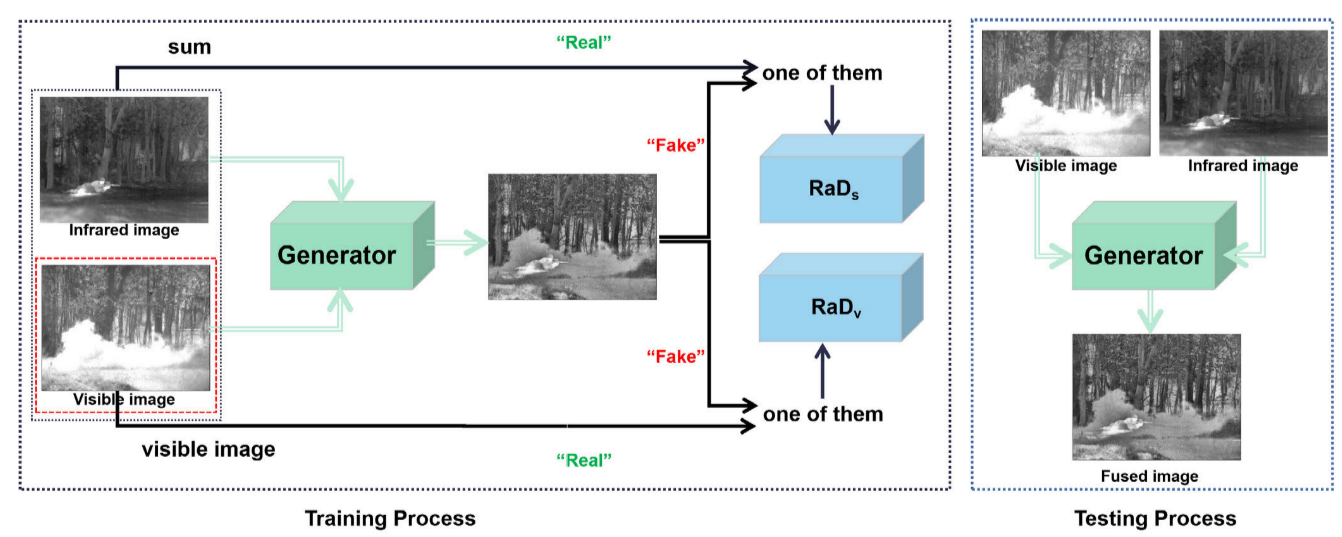 sum
“Real”
one of them
“Fake”
RaDs
Infrared image
Generator
RaDv
“Fake”
Visible image
one of them
visible image
“Real”
Training Process
Visible image
Infrared image
Generator
Fused image
Testing Process